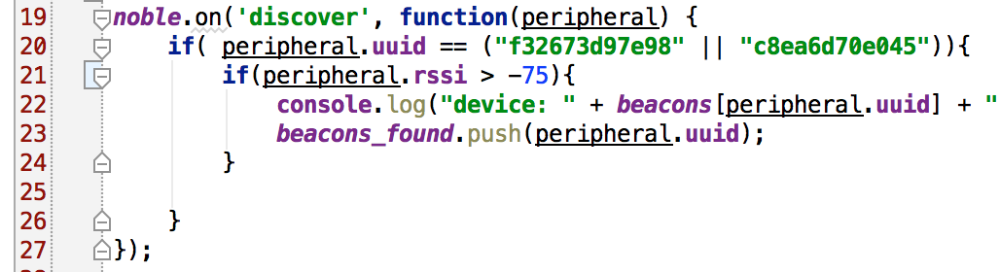 19 noble.on('discover', function(peripheral) {
20     if( peripheral.uuid == ("f32673d97e98" || "c8ea6d70e045")){
21         if(peripheral.rssi > -75){
22             console.log("device: " + beacons[peripheral.uuid] + "
23             beacons_found.push(peripheral.uuid);
24         }
25
26     }
27 });